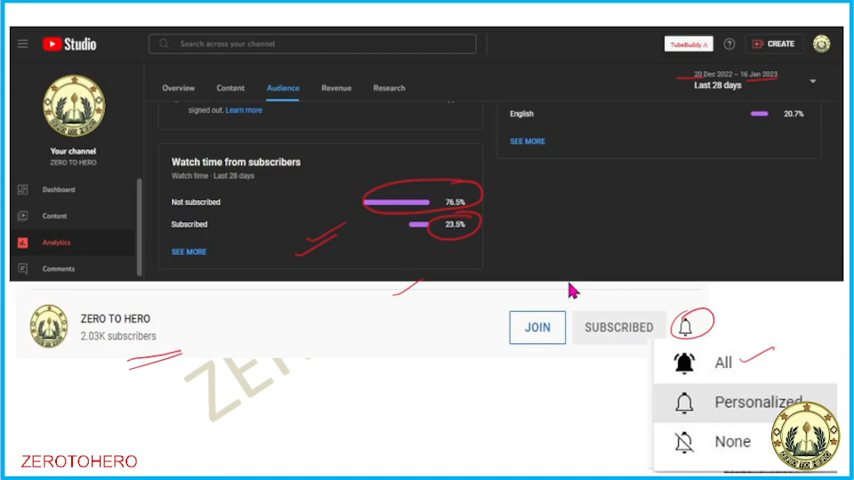 Studio
Search across your channel
TubeBuddy
CREATE
Overview
Content
Audience
Revenue
Research
20 Dec 2022 – 16 Jan 2023
Last 28 days
signed out. Learn more
English
20.7%
SEE MORE
Your channel
ZERO TO HERO
Dashboard
Content
Analytics
Comments
Watch time from subscribers
Watch time · Last 28 days
Not subscribed
76.5%
Subscribed
23.5%
SEE MORE
ZERO TO HERO
2.03K subscribers
JOIN
SUBSCRIBED
All
Personalized
None
ZEROTOHERO